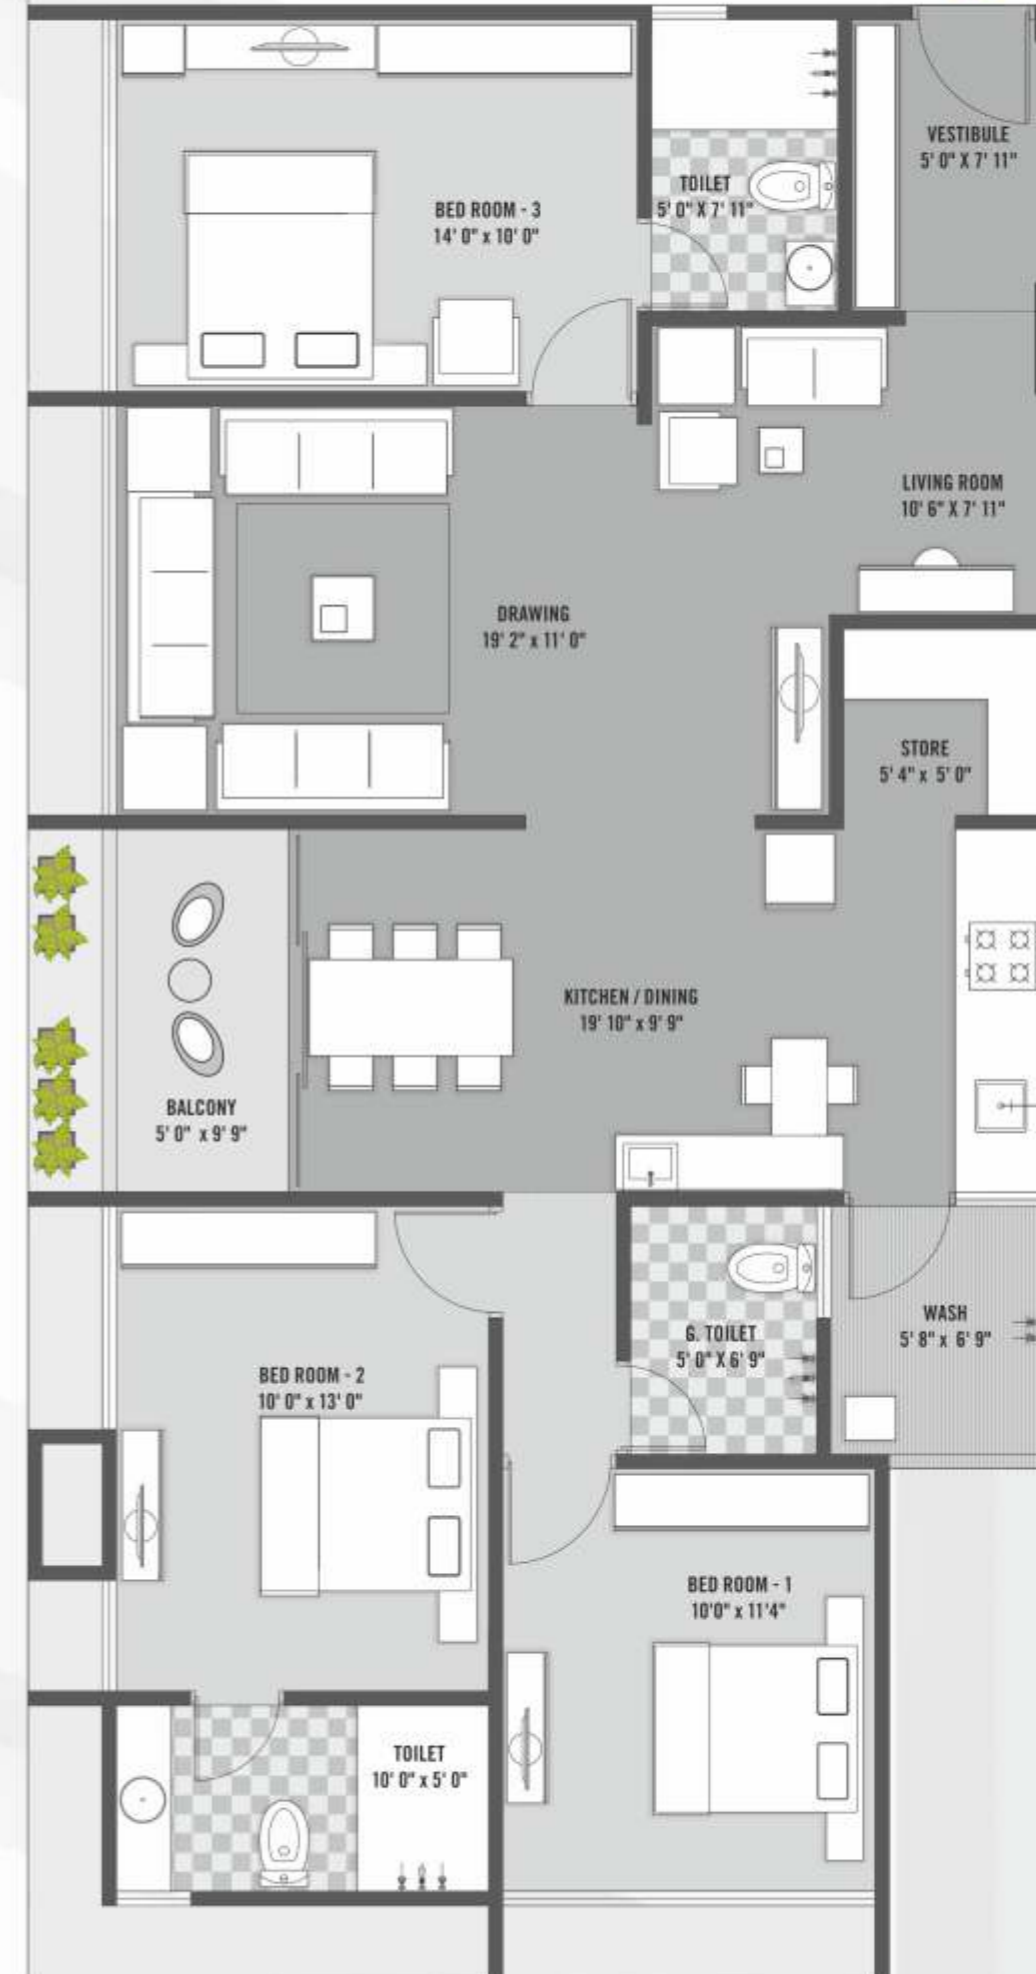 VESTIBULE
5' 0" X 7' 11"
TOILET
5' 0" X 7' 11"
BED ROOM - 3
14' 0" x 10' 0"
LIVING ROOM
10' 6" X 7' 11"
DRAWING
19' 2" x 11' 0"
STORE
5' 4" x 5' 0"
KITCHEN / DINING
19' 10" x 9' 9"
BALCONY
5' 0" x 9' 9"
WASH
5' 8" x 6' 9"
G. TOILET
5' 0" X 6' 9"
BED ROOM - 2
10' 0" x 13' 0"
BED ROOM - 1
10'0" x 11'4"
TOILET
10' 0" x 5' 0"